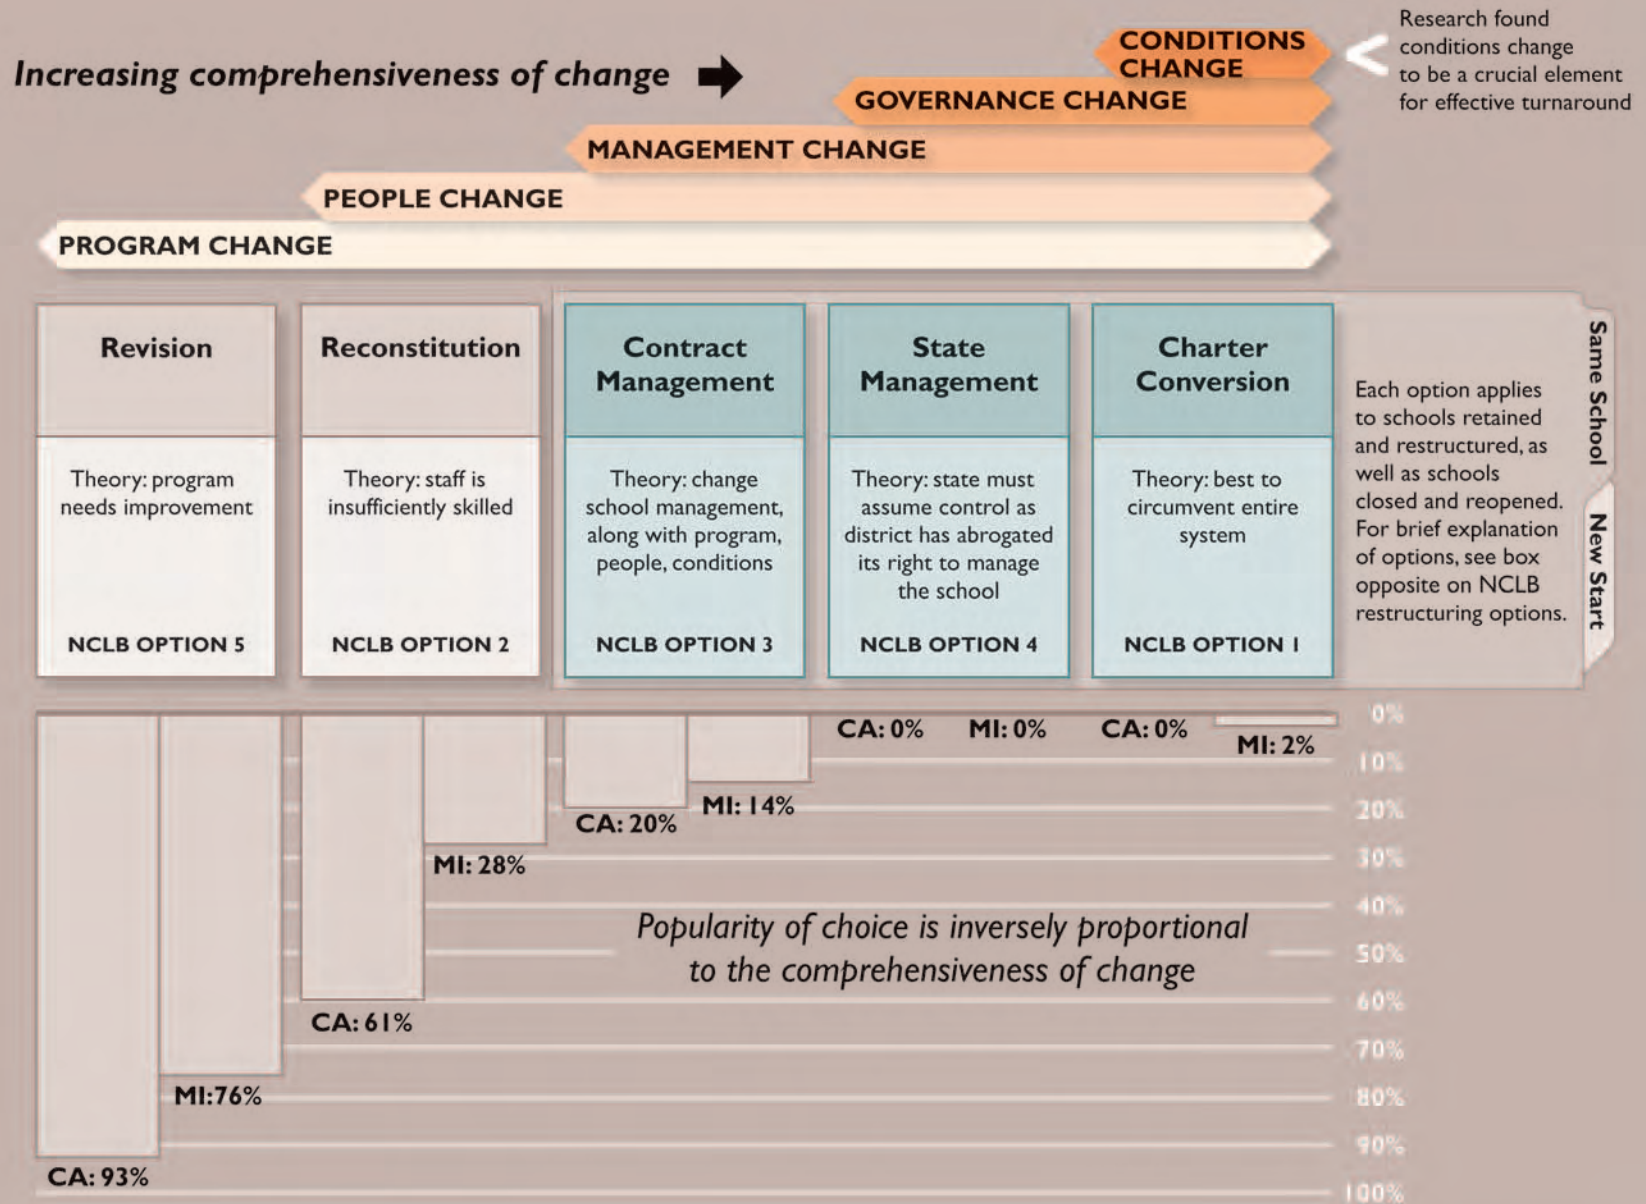 Increasing comprehensiveness of change
CONDITIONS
CHANGE
Research found
conditions change
to be a crucial element
for effective turnaround
GOVERNANCE CHANGE
MANAGEMENT CHANGE
PEOPLE CHANGE
PROGRAM CHANGE
Revision
Theory: program
needs improvement
NCLB OPTION 5
Reconstitution
Theory: staff is
insufficiently skilled
NCLB OPTION 2
Contract
Management
Theory: change
school management,
along with program,
people, conditions
NCLB OPTION 3
State
Management
Theory: state must
assume control as
district has abrogated
its right to manage
the school
NCLB OPTION 4
Charter
Conversion
Theory: best to
circumvent entire
system
NCLB OPTION 1
Each option applies
to schools retained
and restructured, as
well as schools
closed and reopened.
For brief explanation
of options, see box
opposite on NCLB
restructuring options.
Same School
New Start
CA: 93%
MI:76%
CA: 61%
MI: 28%
CA: 20%
MI: 14%
CA: 0%
MI: 0%
CA: 0%
MI: 2%
Popularity of choice is inversely proportional
to the comprehensiveness of change
0%
10%
20%
30%
40%
50%
60%
70%
80%
90%
100%